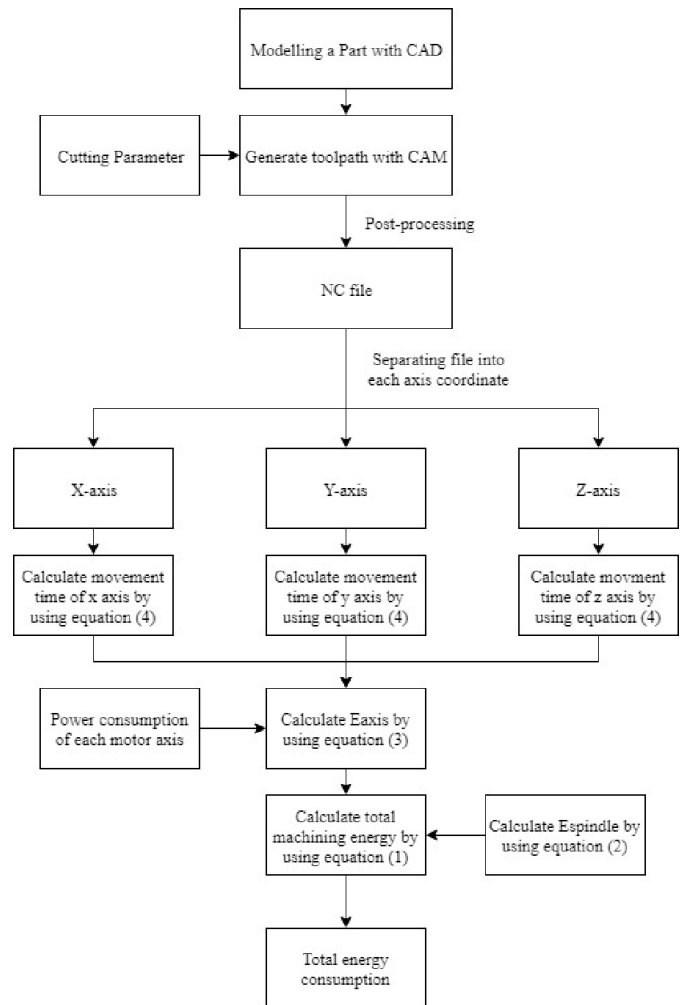 Modelling a Part with CAD
Cutting Parameter
Generate toolpath with CAM
Post-processing
NC file
Separating file into
each axis coordinate
X-axis
Y-axis
Z-axis
Calculate movement
time of x axis by
using equation (4)
Calculate movement
time of y axis by
using equation (4)
Calculate movment
time of z axis by
using equation (4)
Power consumption
of each motor axis
Calculate Eaxis by
using equation (3)
Calculate total
machining energy by
using equation (1)
Calculate Espindle by
using equation (2)
Total energy
consumption